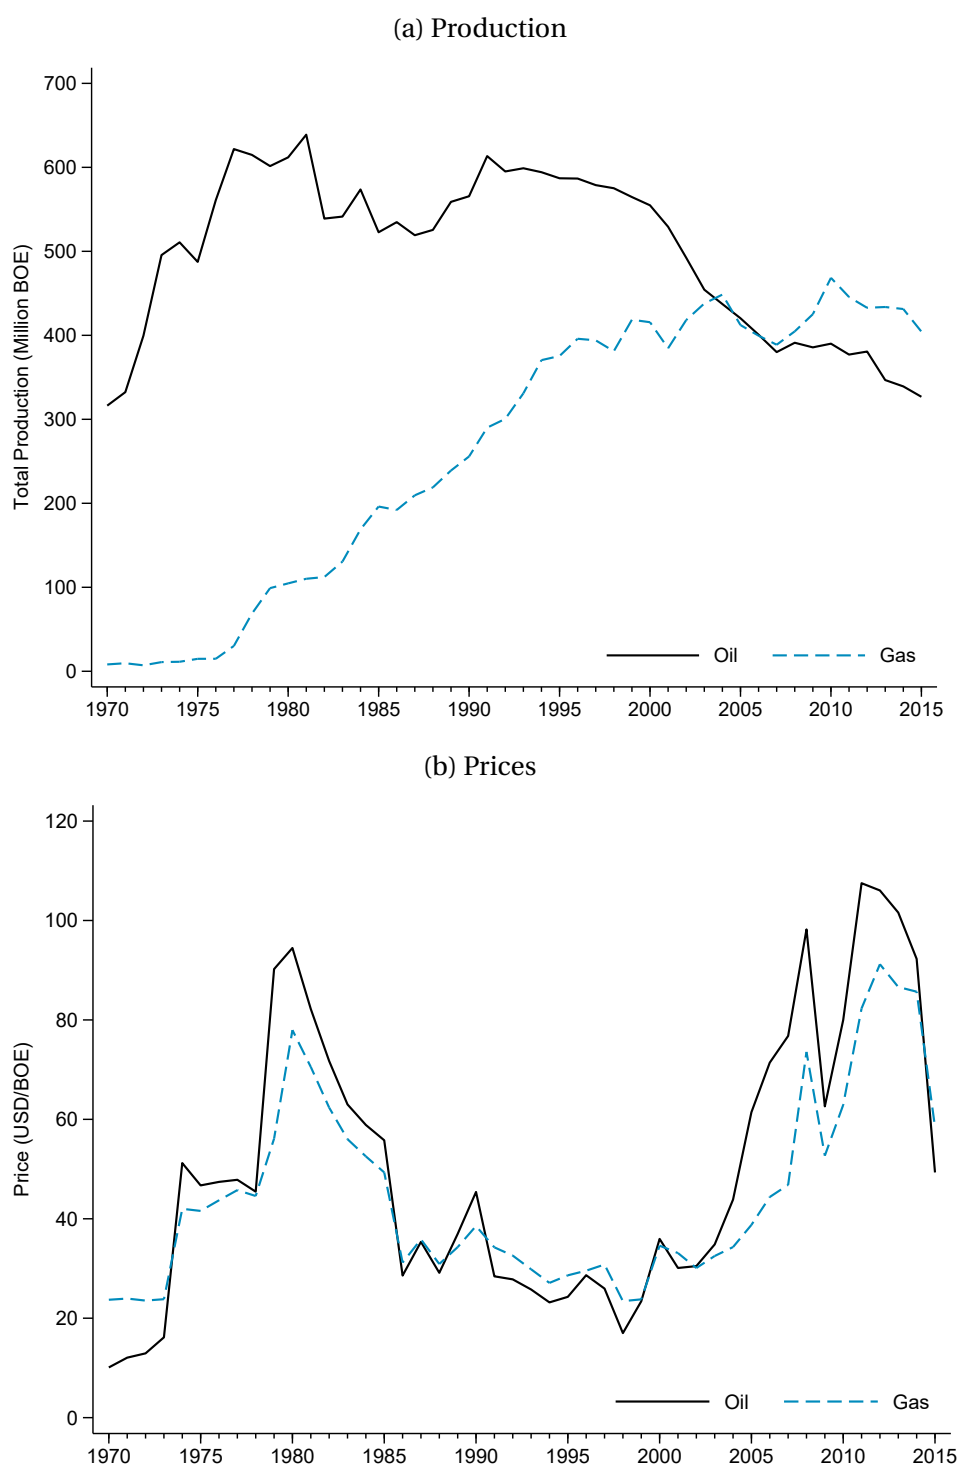 (a) Production
700
600
500
400
300
200
100
0
Total Production (Million BOE)
Oil Gas
1970 1975 1980 1985 1990 1995 2000 2005 2010 2015
(b) Prices
120
100
80
60
40
20
0
Price (USD/BOE)
Oil Gas
1970 1975 1980 1985 1990 1995 2000 2005 2010 2015